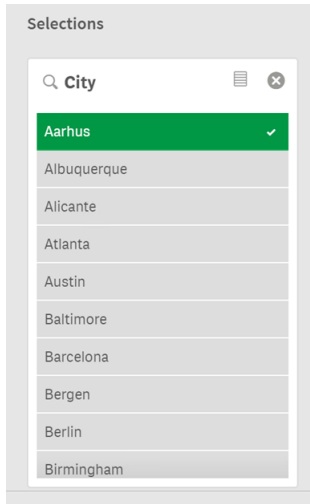 Selections
City
Aarhus
Albuquerque
Alicante
Atlanta
Austin
Baltimore
Barcelona
Bergen
Berlin
Birmingham